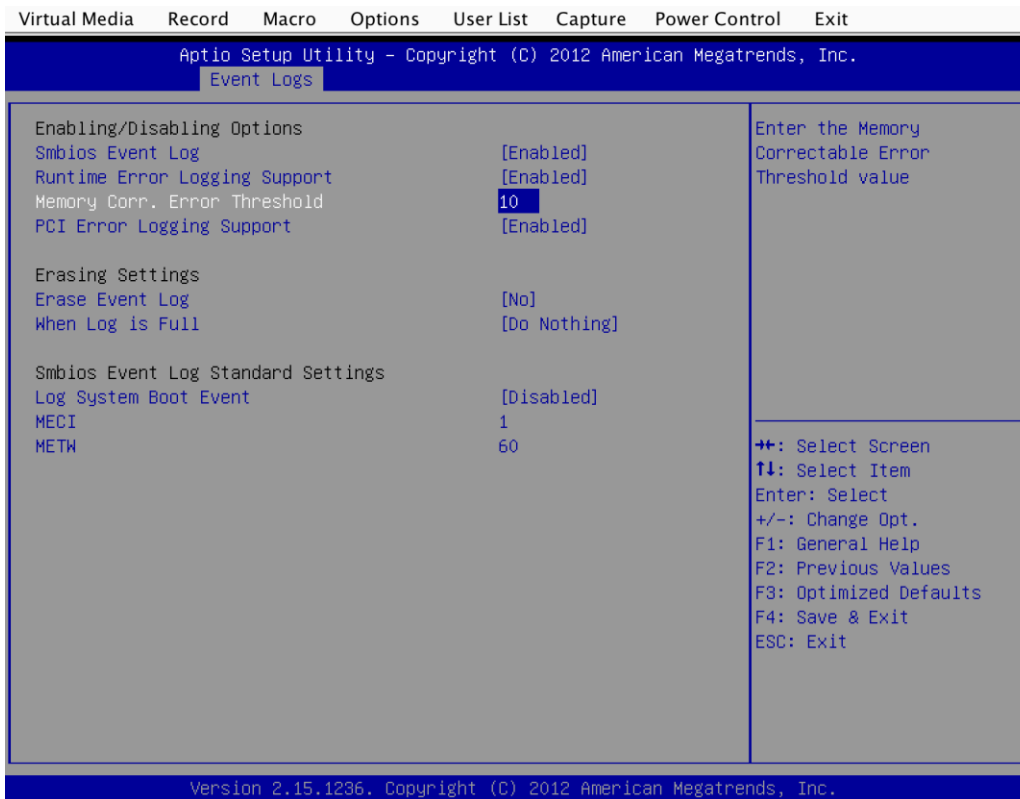 Virtual Media Record Macro Options User List Capture Power Control Exit
Aptio Setup Utility – Copyright (C) 2012 American Megatrends, Inc.
Event Logs
Enabling/Disabling Options
Smbios Event Log [Enabled]
Runtime Error Logging Support [Enabled]
Memory Corr. Error Threshold 10
PCI Error Logging Support [Enabled]
Erasing Settings
Erase Event Log [No]
When Log is Full [Do Nothing]
Smbios Event Log Standard Settings
Log System Boot Event [Disabled]
MECI 1
METW 60
Enter the Memory
Correctable Error
Threshold value
→←: Select Screen
↑↓: Select Item
Enter: Select
+/-: Change Opt.
F1: General Help
F2: Previous Values
F3: Optimized Defaults
F4: Save & Exit
ESC: Exit
Version 2.15.1236. Copyright (C) 2012 American Megatrends, Inc.